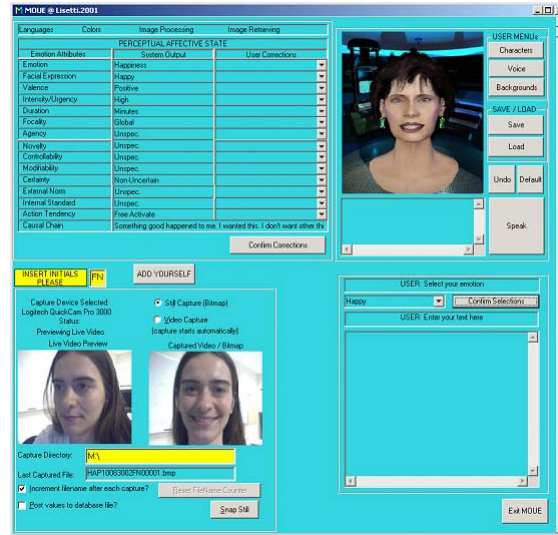 MOUE @ Lisetti.2001
Languages Colors Image Processing Image Retrieving
PERCEPTUAL AFFECTIVE STATE
Emotion Attributes System Output User Corrections
Emotion Happiness
Facial Expression Happy
Valence Positive
Intensity/Urgency High
Duration Minutes
Focality Global
Agency Unspec.
Novelty Unspec.
Controllability Unspec.
Modifiability Unspec.
Certainty Non-Uncertain
External Norm Unspec.
Internal Standard Unspec.
Action Tendency Free Activate
Causal Chain Something good happened to me. I wanted this. I don't want other thi
Confirm Corrections
USER MENUs
Characters
Voice
Backgrounds
SAVE / LOAD
Save
Load
Undo Default
Speak
INSERT INITIALS
PLEASE
FN
ADD YOURSELF
Capture Device Selected:
Logitech QuickCam Pro 3000
Status:
Previewing Live Video
Live Video Preview
Still Capture (Bitmap)
Video Capture
(capture starts automatically)
Captured Video / Bitmap
Capture Directory: M:\
Last Captured File: HAP10083002FN00001.bmp
Increment filename after each capture?
Reset FileName Counter
Post values to database file?
Snap Still
USER: Select your emotion
Happy Confirm Selections
USER: Enter your text here
Exit MOUE